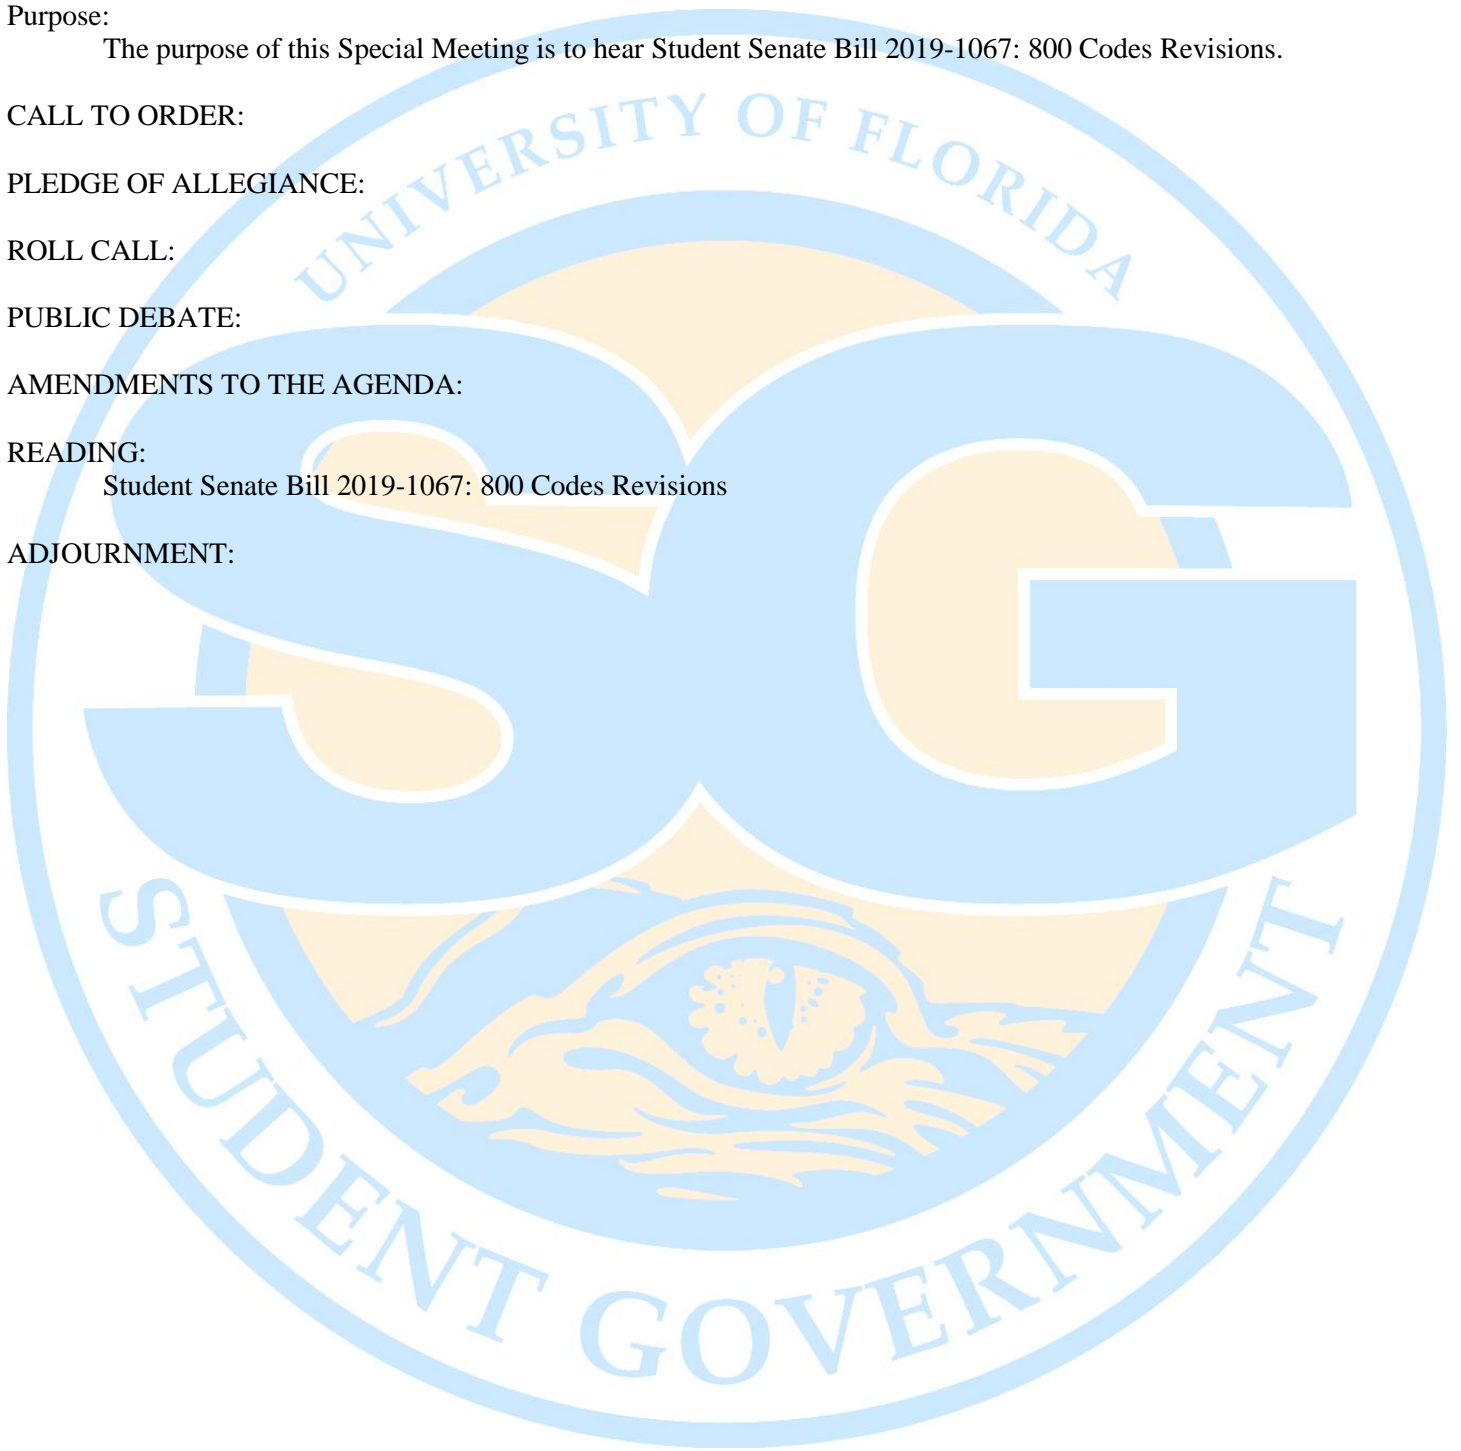 Purpose:
The purpose of this Special Meeting is to hear Student Senate Bill 2019-1067: 800 Codes Revisions.
CALL TO ORDER:
PLEDGE OF ALLEGIANCE:
ROLL CALL:
PUBLIC DEBATE:
AMENDMENTS TO THE AGENDA:
READING:
Student Senate Bill 2019-1067: 800 Codes Revisions
ADJOURNMENT:
UNIVERSITY OF FLORIDA
SG
STUDENT GOVERNMENT